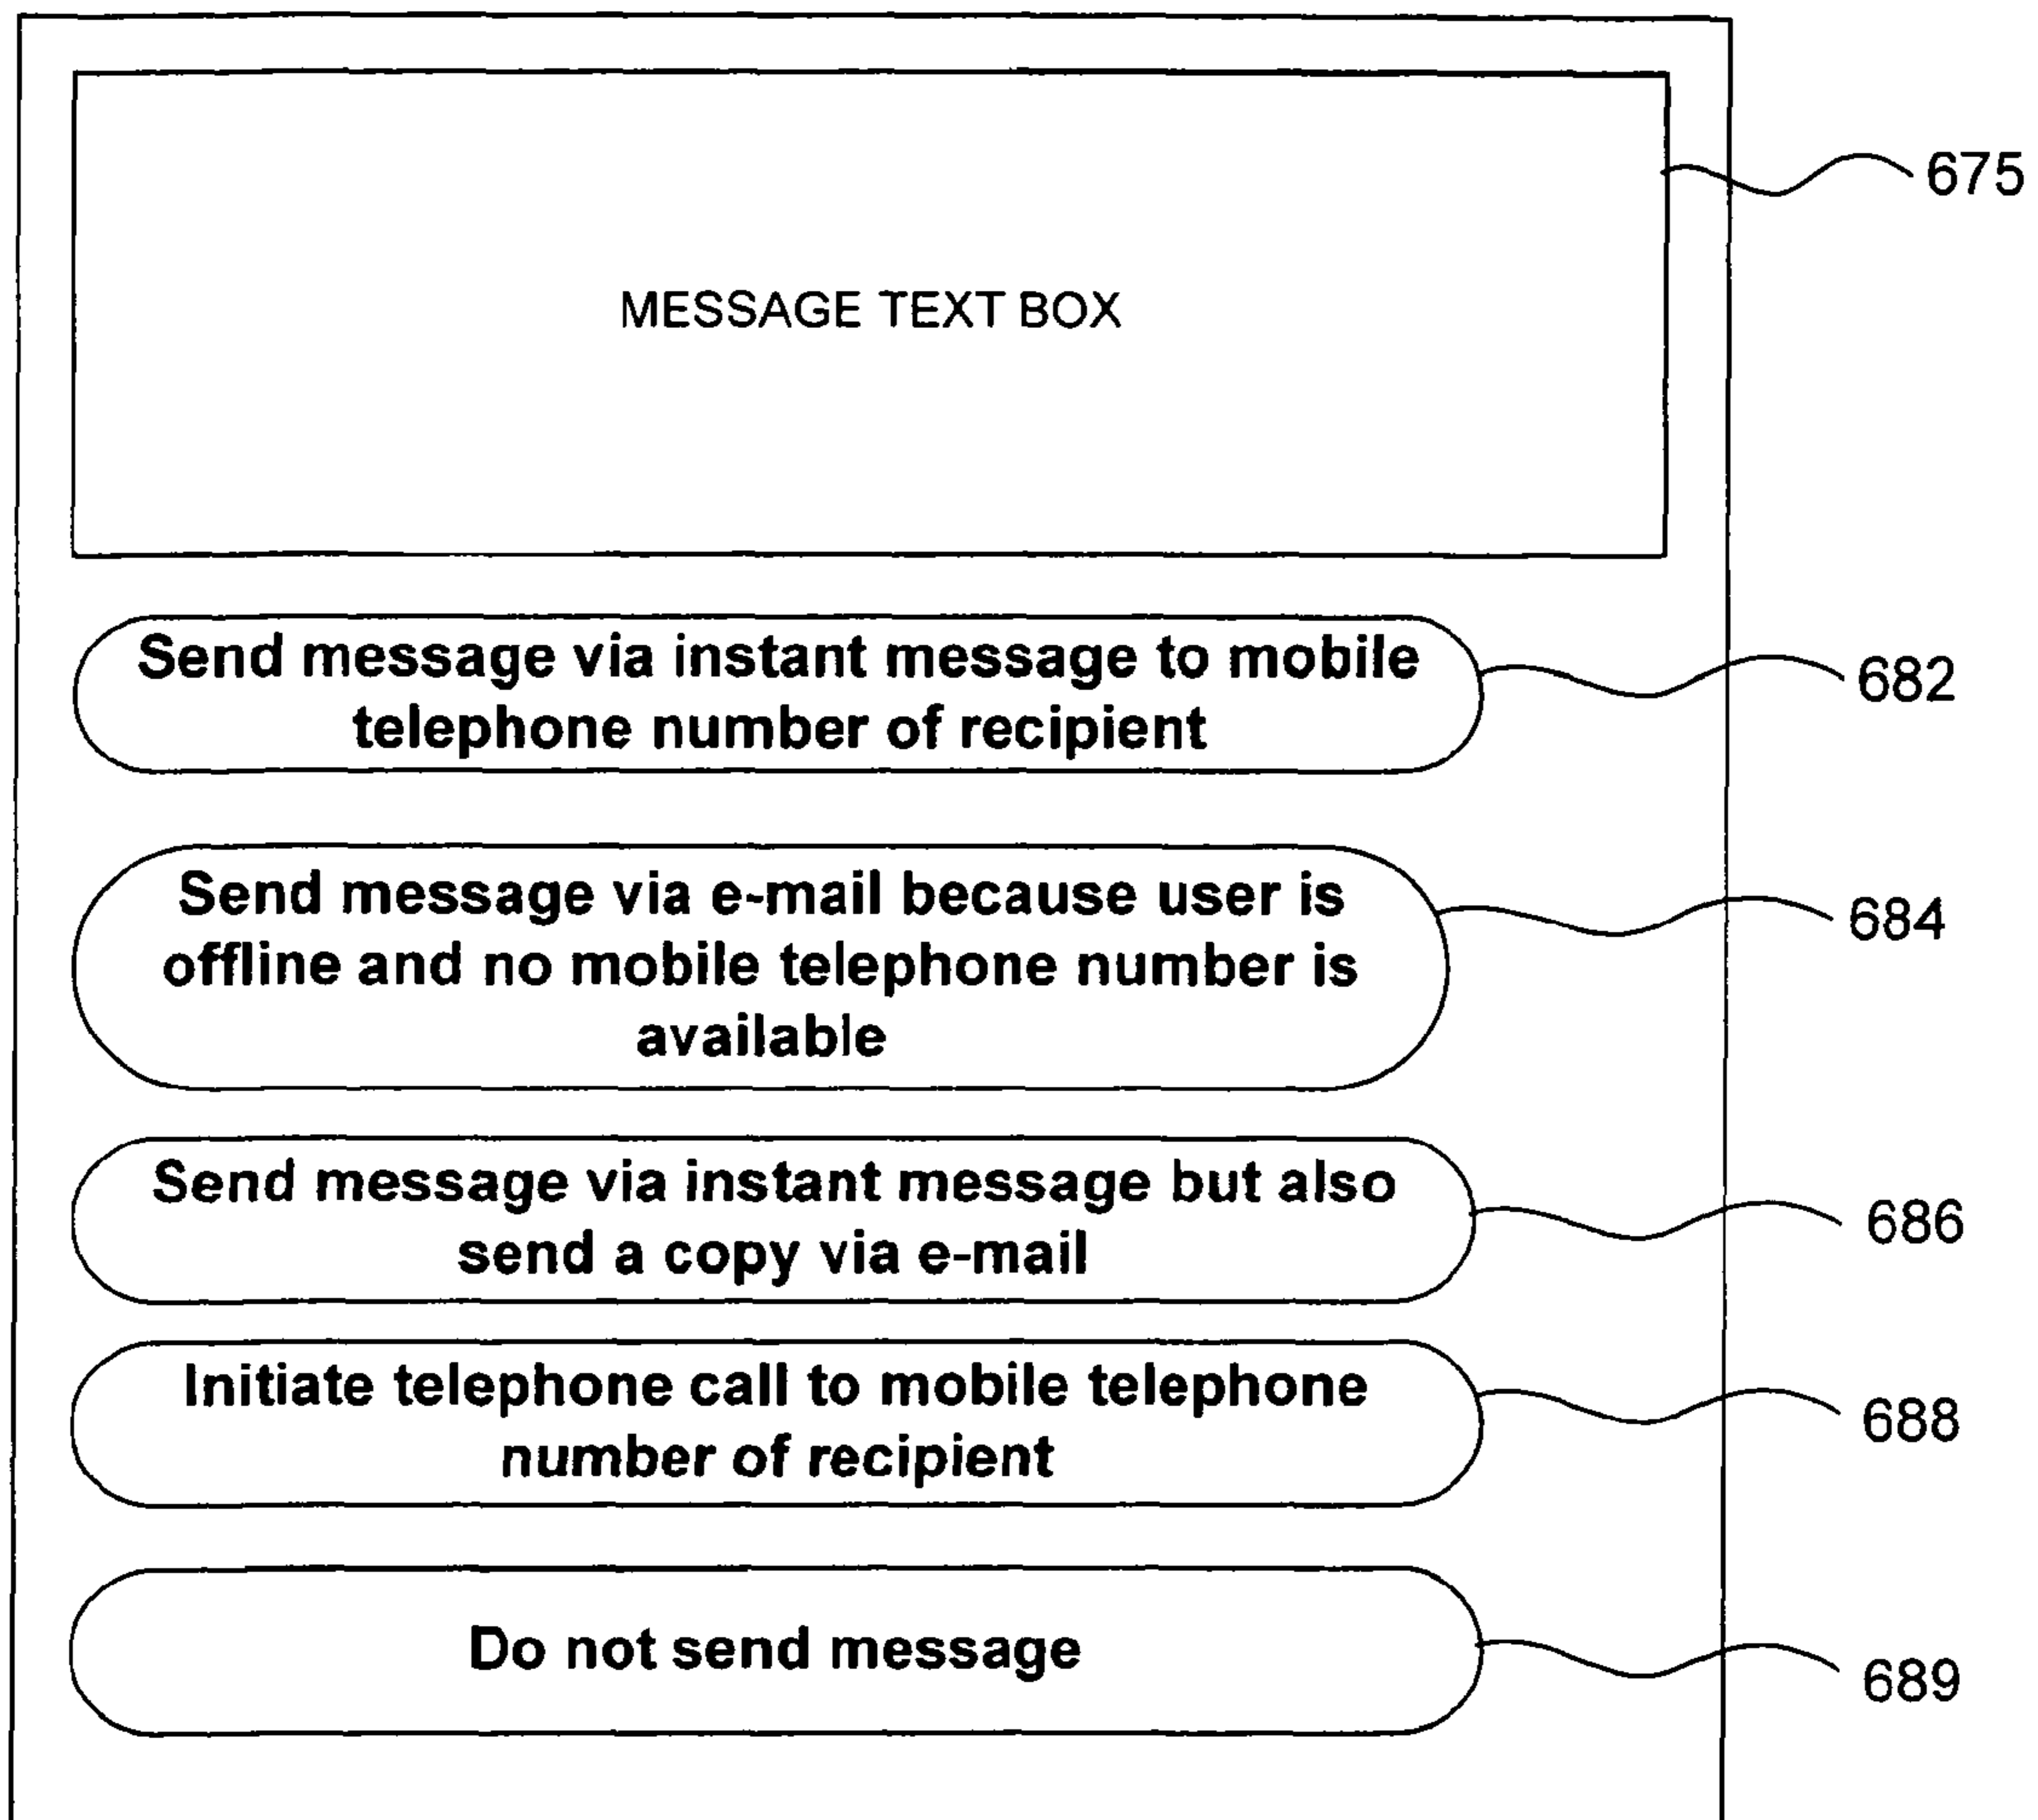 675
MESSAGE TEXT BOX
Send message via instant message to mobile
telephone number of recipient
682
Send message via e-mail because user is
offline and no mobile telephone number is
available
684
Send message via instant message but also
send a copy via e-mail
686
Initiate telephone call to mobile telephone
number of recipient
688
Do not send message
689